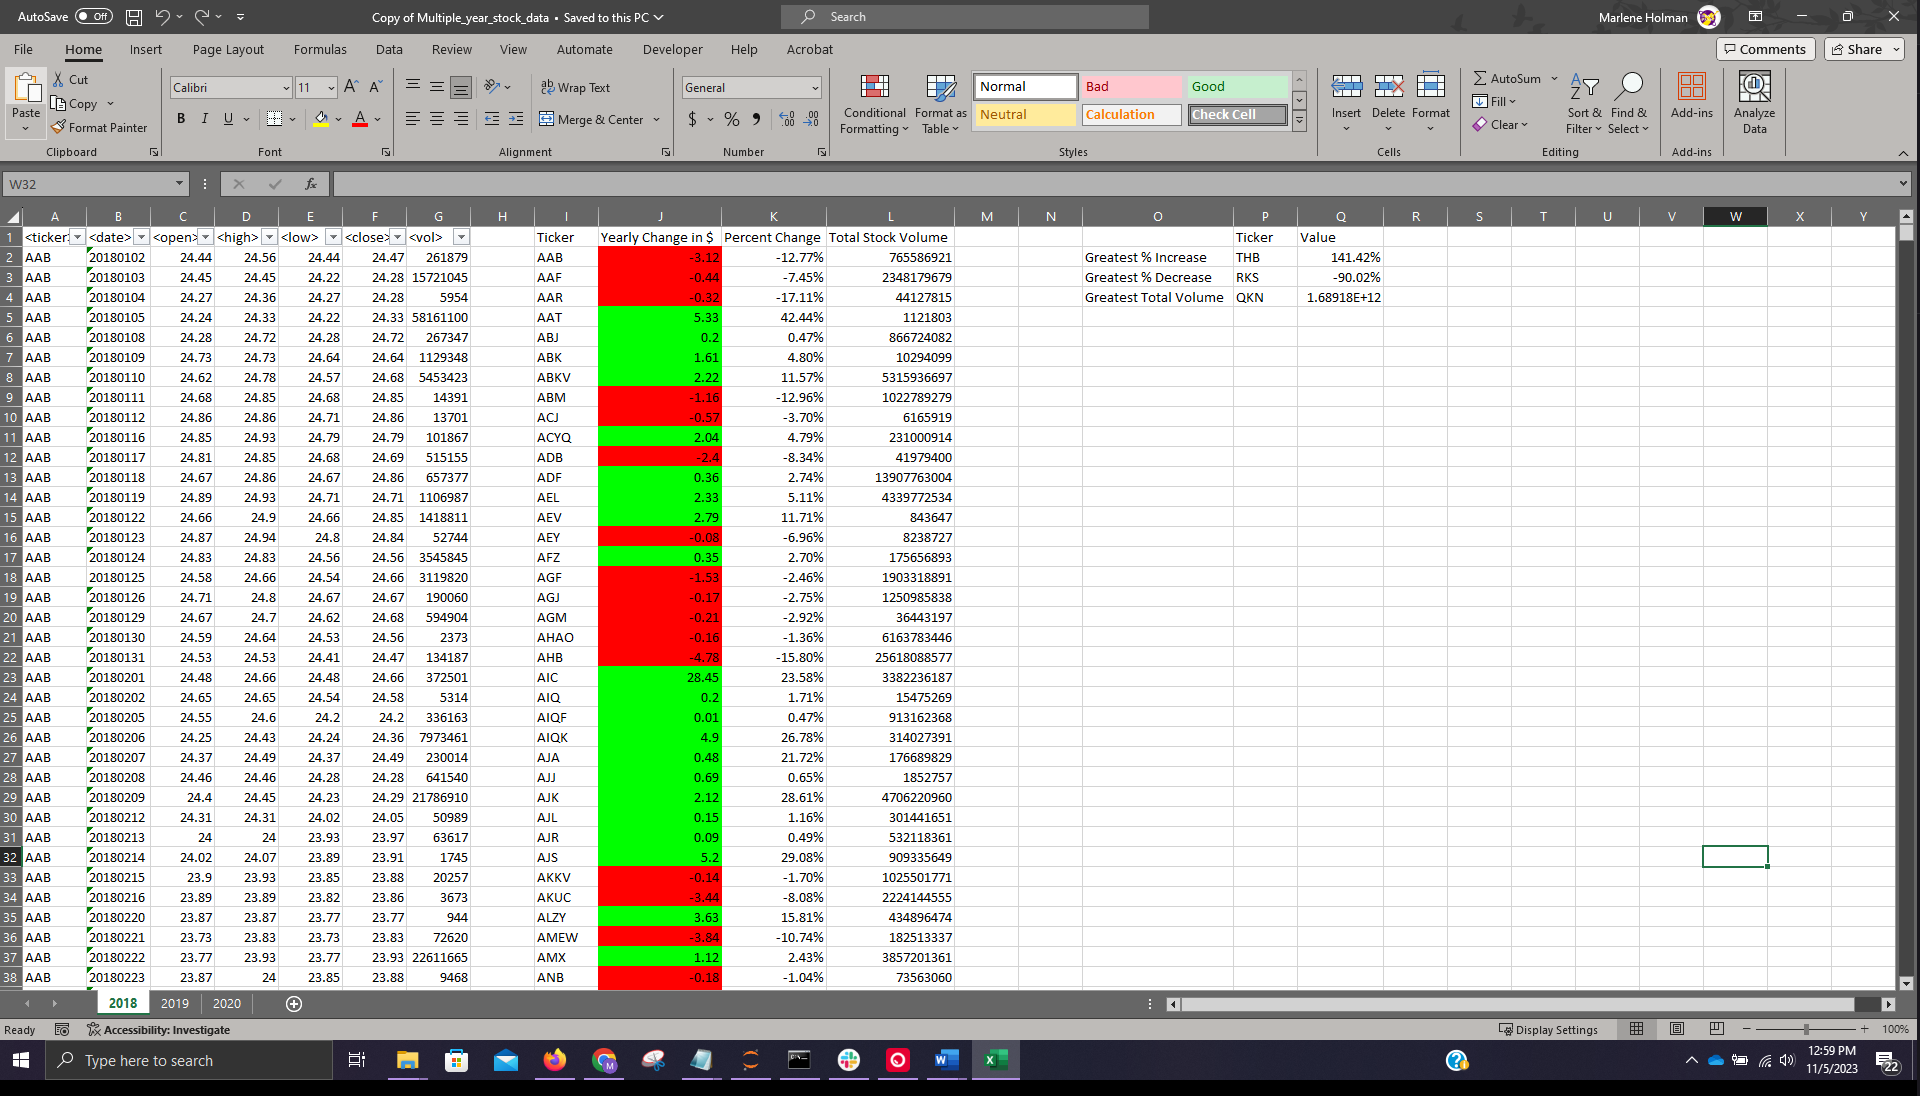 AutoSave Off Copy of Multiple_year_stock_data • Saved to this PC Search Marlene Holman
File Home Insert Page Layout Formulas Data Review View Automate Developer Help Acrobat Comments Share
Paste Cut Copy Format Painter Clipboard
Calibri 11 B I U A Font
Wrap Text Merge & Center Alignment
General $ % Number
Conditional Formatting Format as Table Normal Bad Good Neutral Calculation Check Cell Styles
Insert Delete Format Cells
AutoSum Fill Clear Sort & Filter Find & Select Editing
Add-ins Add-ins
Analyze Data
W32 fx
A B C D E F G H I J K L M N O P Q R S T U V W X Y
1 <ticker <date> <open> <high> <low> <close> <vol> Ticker Yearly Change in $ Percent Change Total Stock Volume Ticker Value
2 AAB 20180102 24.44 24.56 24.44 24.47 261879 AAB -3.12 -12.77% 765586921 Greatest % Increase THB 141.42%
3 AAB 20180103 24.45 24.45 24.22 24.28 15721045 AAF -0.44 -7.45% 2348179679 Greatest % Decrease RKS -90.02%
4 AAB 20180104 24.27 24.36 24.27 24.28 5954 AAR -0.32 -17.11% 44127815 Greatest Total Volume QKN 1.68918E+12
5 AAB 20180105 24.24 24.33 24.22 24.33 58161100 AAT 5.33 42.44% 1121803
6 AAB 20180108 24.28 24.72 24.28 24.72 267347 ABJ 0.2 0.47% 866724082
7 AAB 20180109 24.73 24.73 24.64 24.64 1129348 ABK 1.61 4.80% 10294099
8 AAB 20180110 24.62 24.78 24.57 24.68 5453423 ABKV 2.22 11.57% 5315936697
9 AAB 20180111 24.68 24.85 24.68 24.85 14391 ABM -1.16 -12.96% 1022789279
10 AAB 20180112 24.86 24.86 24.71 24.86 13701 ACJ -0.57 -3.70% 6165919
11 AAB 20180116 24.85 24.93 24.79 24.79 101867 ACYQ 2.04 4.79% 231000914
12 AAB 20180117 24.81 24.85 24.68 24.69 515155 ADB -2.4 -8.34% 41979400
13 AAB 20180118 24.67 24.86 24.67 24.86 657377 ADF 0.36 2.74% 13907763004
14 AAB 20180119 24.89 24.93 24.71 24.71 1106987 AEL 2.33 5.11% 4339772534
15 AAB 20180122 24.66 24.9 24.66 24.85 1418811 AEV 2.79 11.71% 843647
16 AAB 20180123 24.87 24.94 24.8 24.84 52744 AEY -0.08 -6.96% 8238727
17 AAB 20180124 24.83 24.83 24.56 24.56 3545845 AFZ 0.35 2.70% 175656893
18 AAB 20180125 24.58 24.66 24.54 24.66 3119820 AGF -1.53 -2.46% 1903318891
19 AAB 20180126 24.71 24.8 24.67 24.67 190060 AGJ -0.17 -2.75% 1250985838
20 AAB 20180129 24.67 24.7 24.62 24.68 594904 AGM -0.21 -2.92% 36443197
21 AAB 20180130 24.59 24.64 24.53 24.56 2373 AHAO -0.16 -1.36% 6163783446
22 AAB 20180131 24.53 24.53 24.41 24.47 134187 AHB -4.78 -15.80% 25618088577
23 AAB 20180201 24.48 24.66 24.48 24.66 372501 AIC 28.45 23.58% 3382236187
24 AAB 20180202 24.65 24.65 24.54 24.58 5314 AIQ 0.2 1.71% 15475269
25 AAB 20180205 24.55 24.6 24.2 24.2 336163 AIQF 0.01 0.47% 913162368
26 AAB 20180206 24.25 24.43 24.24 24.36 7973461 AIQK 4.9 26.78% 314027391
27 AAB 20180207 24.37 24.49 24.37 24.49 230014 AJA 0.48 21.72% 176689829
28 AAB 20180208 24.46 24.46 24.28 24.28 641540 AJJ 0.69 0.65% 1852757
29 AAB 20180209 24.4 24.45 24.23 24.29 21786910 AJK 2.12 28.61% 4706220960
30 AAB 20180212 24.31 24.31 24.02 24.05 50989 AJL 0.15 1.16% 301441651
31 AAB 20180213 24 24 23.93 23.97 63617 AJR 0.09 0.49% 532118361
32 AAB 20180214 24.02 24.07 23.89 23.91 1745 AJS 5.2 29.08% 909335649
33 AAB 20180215 23.9 23.93 23.85 23.88 20257 AKKV -0.14 -1.70% 1025501771
34 AAB 20180216 23.89 23.89 23.82 23.86 3673 AKUC -3.44 -8.08% 2224144555
35 AAB 20180220 23.87 23.87 23.77 23.77 944 ALZY 3.63 15.81% 434896474
36 AAB 20180221 23.73 23.83 23.73 23.83 72620 AMEW -3.84 -10.74% 182513337
37 AAB 20180222 23.77 23.93 23.77 23.93 22611665 AMX 1.12 2.43% 3857201361
38 AAB 20180223 23.87 24 23.85 23.88 9468 ANB -0.18 -1.04% 73563060
2018 2019 2020
Ready Accessibility: Investigate Display Settings 100%
Type here to search 12:59 PM
11/5/2023 22